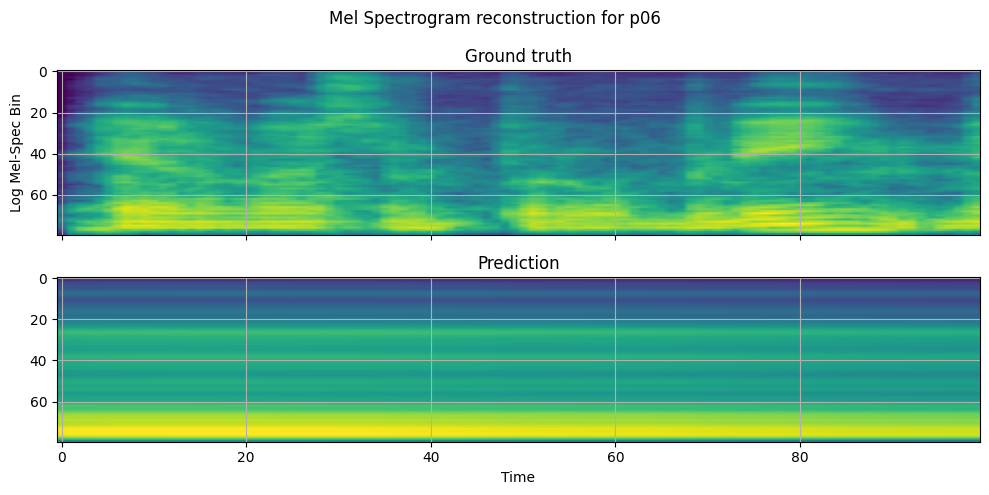 Mel Spectrogram reconstruction for p06
Ground truth
Log Mel-Spec Bin
0
20
40
60
Prediction
0
20
40
60
0 20 40 60 80
Time